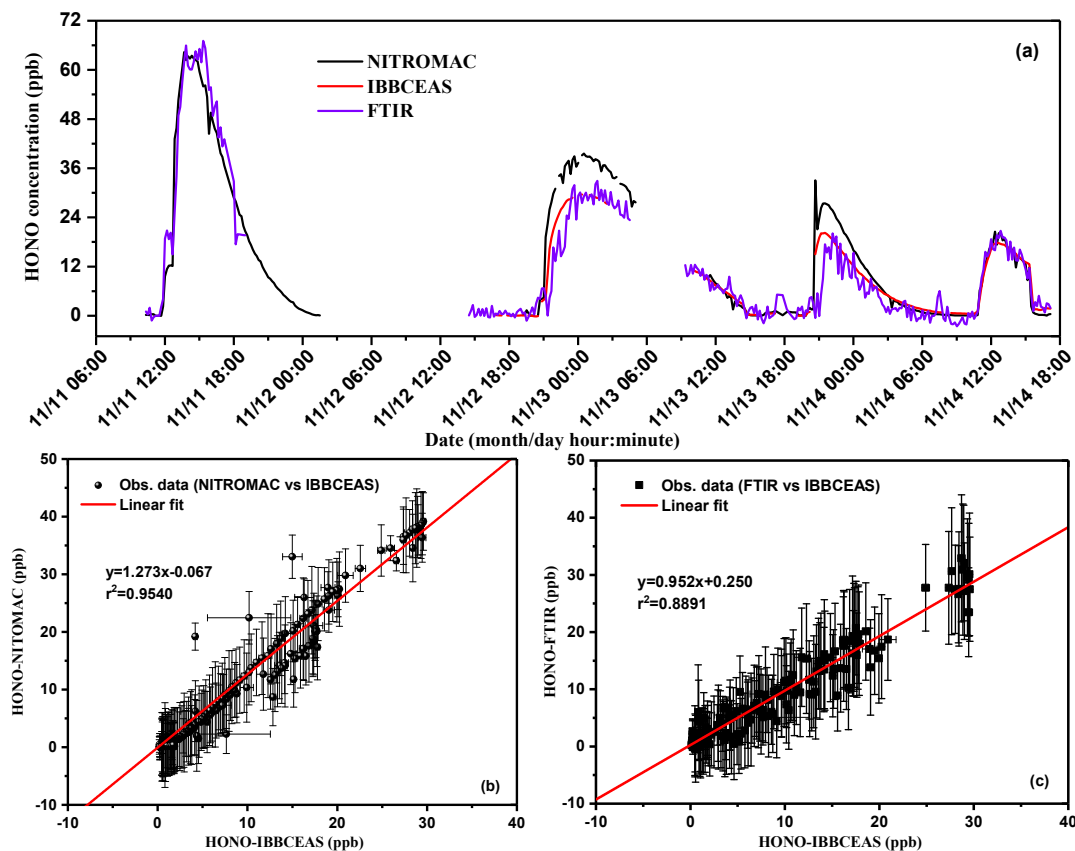 72
60
48
36
24
12
0
HONO concentration (ppb)
NITROMAC
IBBCEAS
FTIR
(a)
11/11 06:00
11/11 12:00
11/11 18:00
11/12 00:00
11/12 06:00
11/12 12:00
11/12 18:00
11/13 00:00
11/13 06:00
11/13 12:00
11/13 18:00
11/14 00:00
11/14 06:00
11/14 12:00
11/14 18:00
Date (month/day hour:minute)
50
40
30
20
10
0
-10
HONO-NITOMAC (ppb)
Obs. data (NITROMAC vs IBBCEAS)
Linear fit
y=1.273x-0.067
r²=0.9540
(b)
-10 0 10 20 30 40
HONO-IBBCEAS (ppb)
50
40
30
20
10
0
-10
HONO-FTIR (ppb)
Obs. data (FTIR vs IBBCEAS)
Linear fit
y=0.952x+0.250
r²=0.8891
(c)
-10 0 10 20 30 40
HONO-IBBCEAS (ppb)